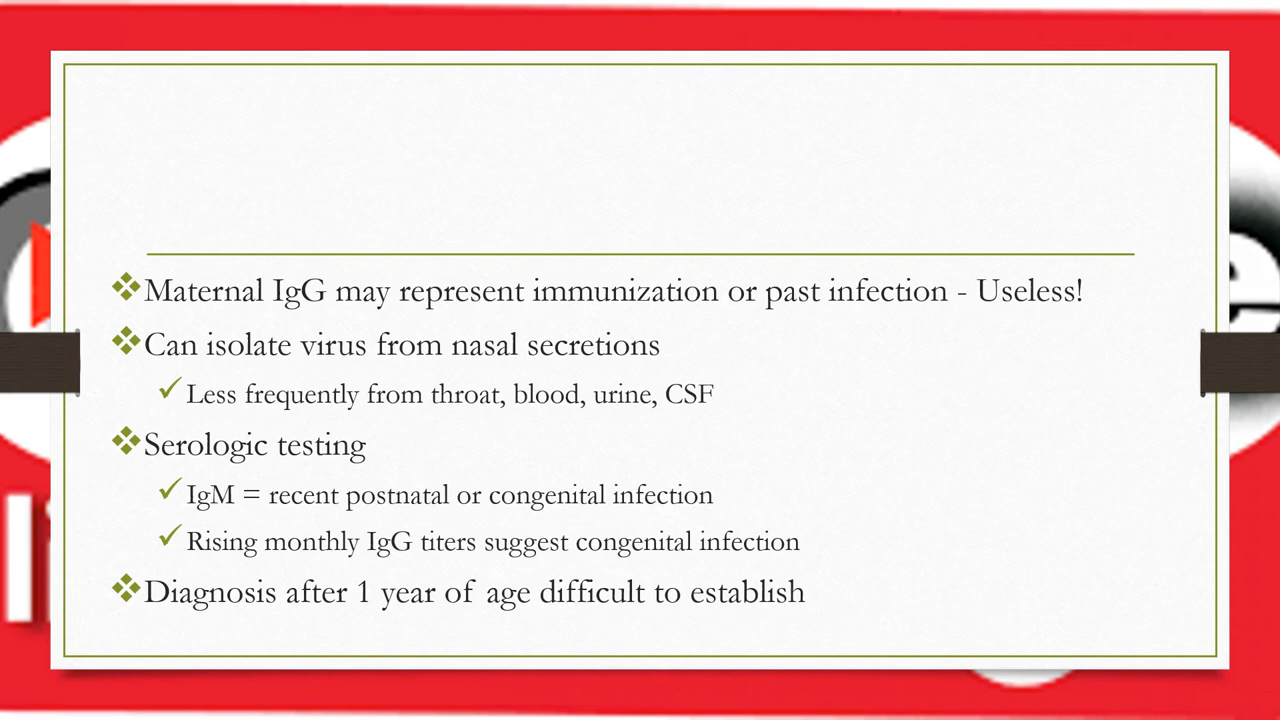 Maternal IgG may represent immunization or past infection - Useless!
Can isolate virus from nasal secretions
Less frequently from throat, blood, urine, CSF
Serologic testing
IgM = recent postnatal or congenital infection
Rising monthly IgG titers suggest congenital infection
Diagnosis after 1 year of age difficult to establish